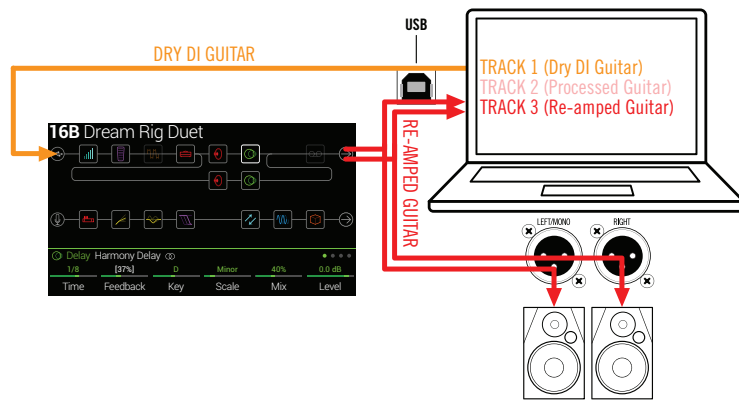 USB
DRY DI GUITAR
TRACK 1 (Dry DI Guitar)
TRACK 2 (Processed Guitar)
TRACK 3 (Re-amped Guitar)
RE-AMPED GUITAR
16B Dream Rig Duet
Delay Harmony Delay
1/8 [37%] D Minor 40% 0.0 dB
Time Feedback Key Scale Mix Level
LEFT/MONO RIGHT